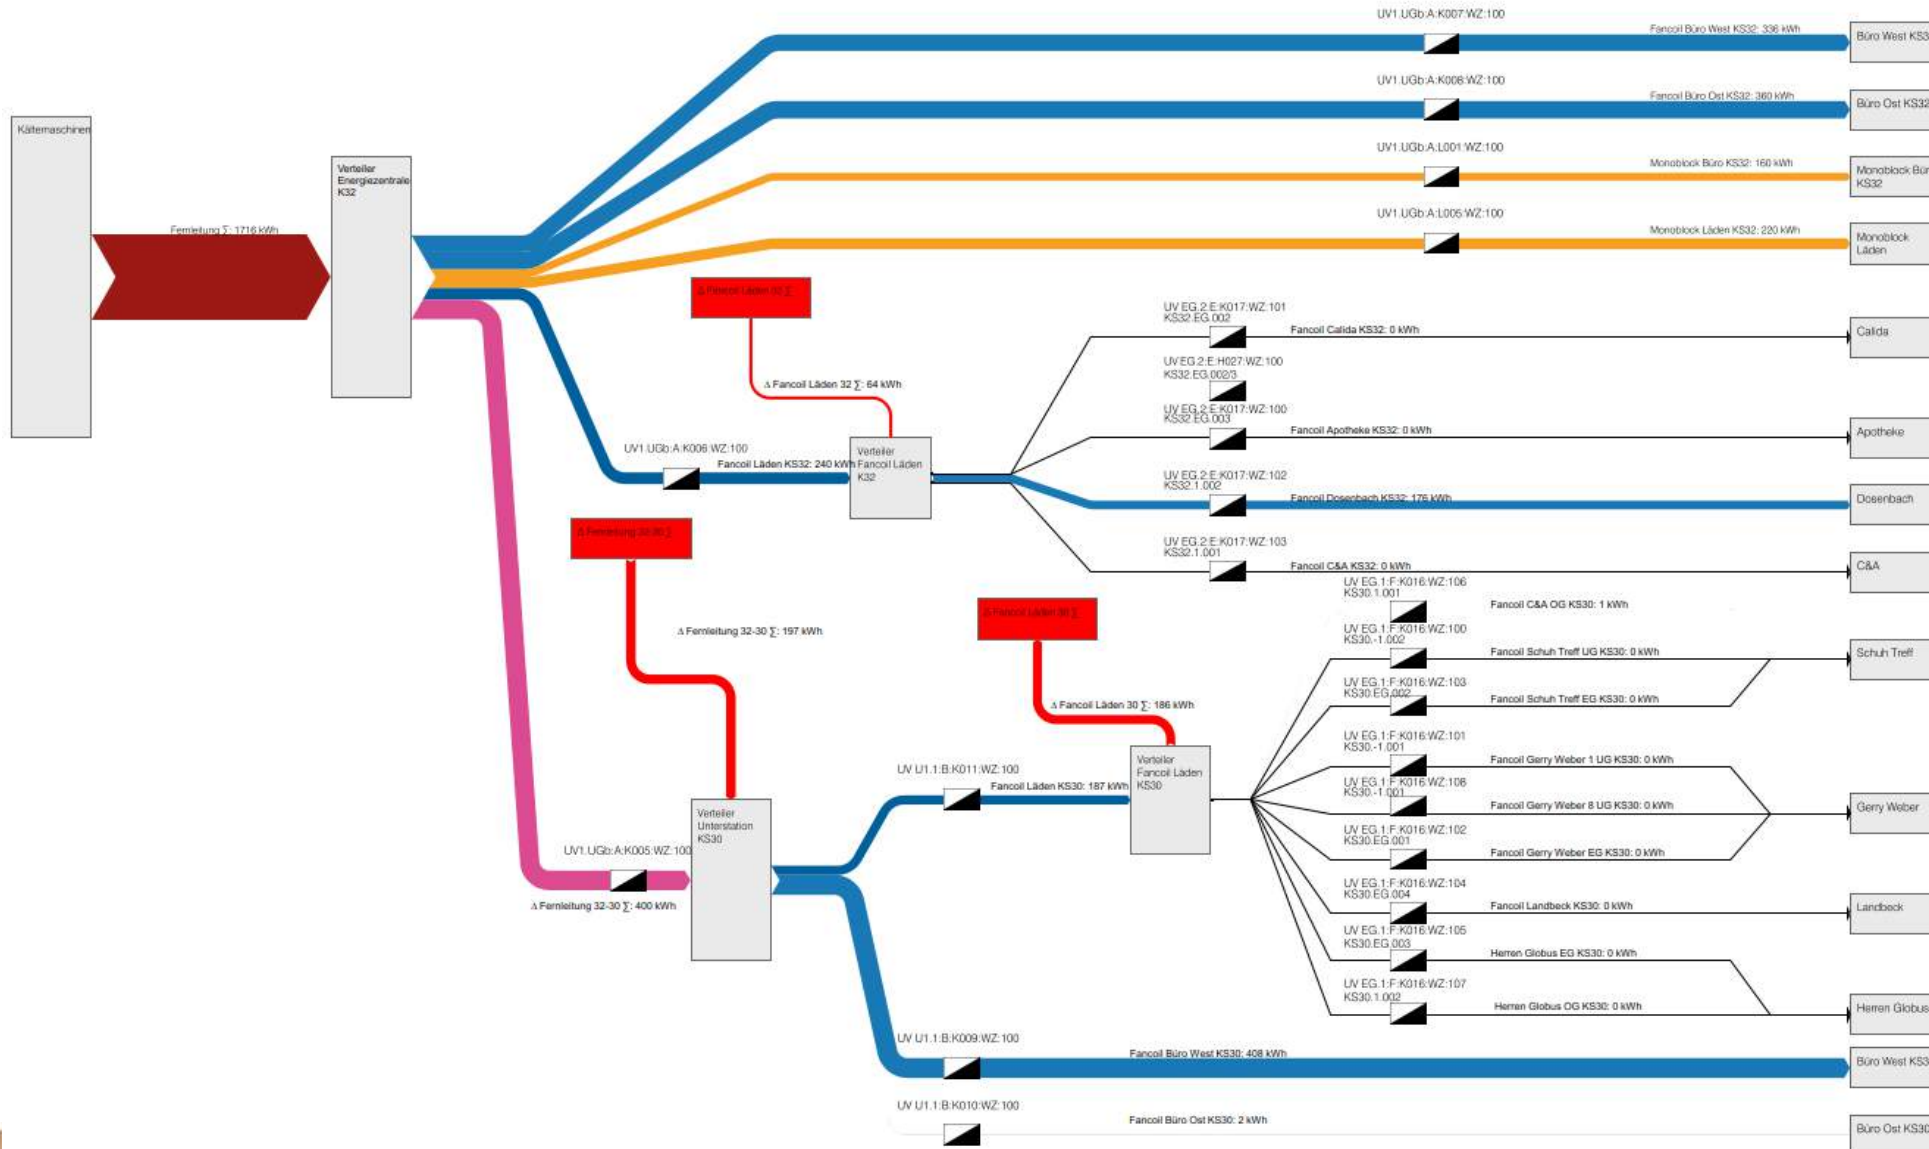 UV1.UGb:A:K007:WZ:100
Fancoil Büro West KS32: 336 kWh
Büro West KS3
UV1.UGb:A:K008:WZ:100
Fancoil Büro Ost KS32: 360 kWh
Büro Ost KS32
Kältemaschinen
UV1.UGb:A:L001:WZ:100
Monoblock Büro KS32: 160 kWh
Monoblock Bür
KS32
Verteiler
Energiezentrale
K32
UV1.UGb:A:L005:WZ:100
Fernleitung ∑: 1716 kWh
Monoblock Läden KS32: 220 kWh
Monoblock
Läden
Δ Fancoil Läden 32 ∑
UV EG.2:E:K017:WZ:101
KS32.EG.002
Fancoil Calida KS32: 0 kWh
Calida
UV EG.2:E:H027:WZ:100
KS32.EG.002/3
Δ Fancoil Läden 32 ∑: 64 kWh
UV EG.2:E:K017:WZ:100
KS32.EG.003
Fancoil Apotheke KS32: 0 kWh
Apotheke
UV1.UGb:A:K006:WZ:100
Fancoil Läden KS32: 240 kWh
Verteiler
Fancoil Läden
K32
UV EG.2:E:K017:WZ:102
KS32.1.002
Fancoil Dosenbach KS32: 176 kWh
Dosenbach
Δ Fernleitung 32-30 ∑
UV EG.2:E:K017:WZ:103
KS32.1.001
Fancoil C&A KS32: 0 kWh
C&A
UV EG.1:F:K016:WZ:106
KS30.1.001
Fancoil C&A OG KS30: 1 kWh
Δ Fancoil Läden 30 ∑
Δ Fernleitung 32-30 ∑: 197 kWh
UV EG.1:F:K016:WZ:100
KS30.-1.002
Fancoil Schuh Treff UG KS30: 0 kWh
Schuh Treff
UV EG.1:F:K016:WZ:103
KS30.EG.002
Fancoil Schuh Treff EG KS30: 0 kWh
Δ Fancoil Läden 30 ∑: 186 kWh
UV EG.1:F:K016:WZ:101
KS30.-1.001
Fancoil Gerry Weber 1 UG KS30: 0 kWh
UV U1.1:B:K011:WZ:100
Fancoil Läden KS30: 187 kWh
Verteiler
Fancoil Läden
KS30
UV EG.1:F:K016:WZ:108
KS30.-1.001
Fancoil Gerry Weber 8 UG KS30: 0 kWh
Gerry Weber
Verteiler
Unterstation
KS30
UV EG.1:F:K016:WZ:102
KS30.EG.001
Fancoil Gerry Weber EG KS30: 0 kWh
UV1.UGb:A:K005:WZ:100
Δ Fernleitung 32-30 ∑: 400 kWh
UV EG.1:F:K016:WZ:104
KS30.EG.004
Fancoil Landbeck KS30: 0 kWh
Landbeck
UV EG.1:F:K016:WZ:105
KS30.EG.003
Herren Globus EG KS30: 0 kWh
UV EG.1:F:K016:WZ:107
KS30.1.002
Herren Globus OG KS30: 0 kWh
Herren Globus
UV U1.1:B:K009:WZ:100
Fancoil Büro West KS30: 408 kWh
Büro West KS3
UV U1.1:B:K010:WZ:100
Fancoil Büro Ost KS30: 2 kWh
Büro Ost KS30